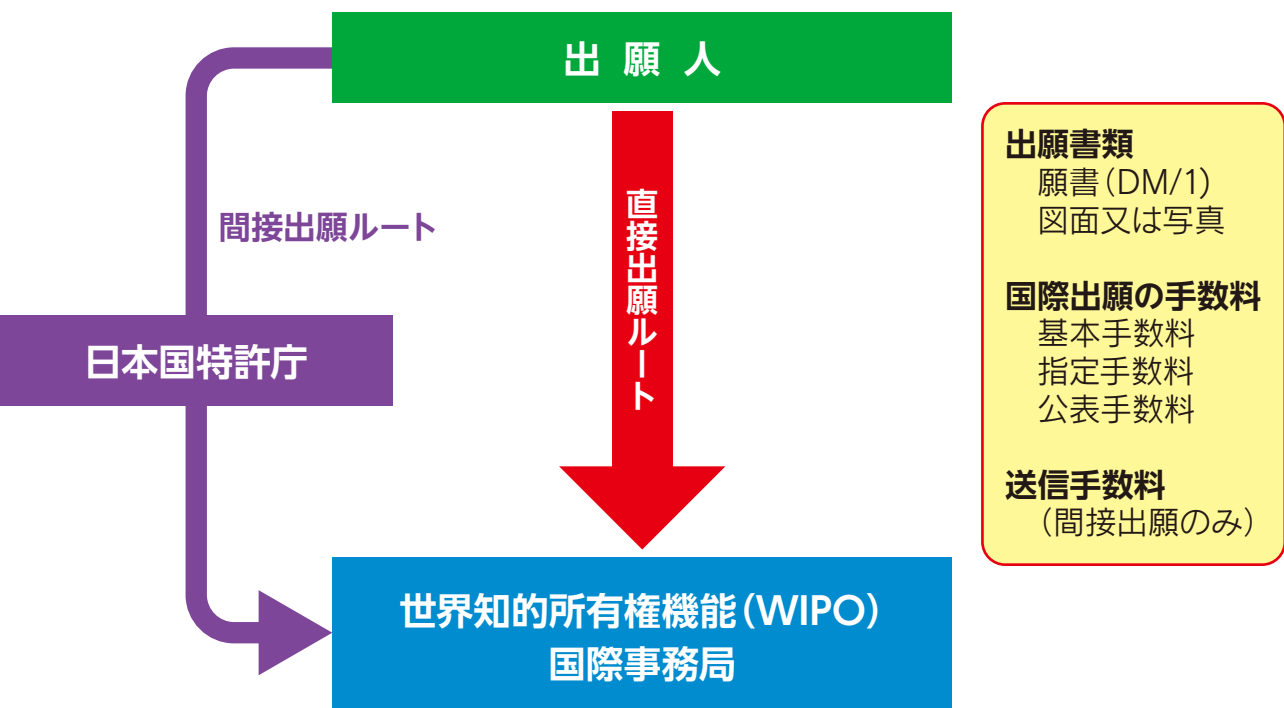 出願人
間接出願ルート
直接出願ルート
日本国特許庁
世界知的所有権機能（WIPO）
国際事務局
出願書類
願書（DM/1）
図面又は写真
国際出願の手数料
基本手数料
指定手数料
公表手数料
送信手数料
（間接出願のみ）